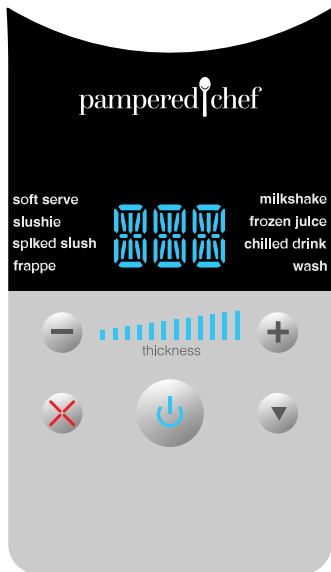 pampered chef
soft serve
slushie
spiked slush
frappe
milkshake
frozen juice
chilled drink
wash
thickness